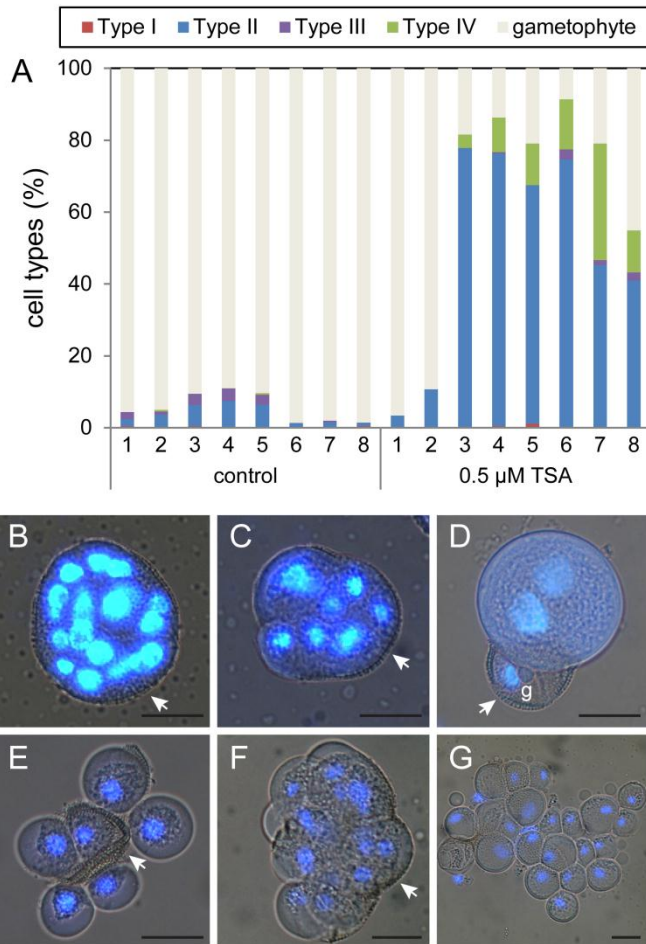 Type I Type II Type III Type IV gametophyte
A
cell types (%)
100
80
60
40
20
0
1 2 3 4 5 6 7 8 1 2 3 4 5 6 7 8
control 0.5 µM TSA
B C D
g
E F G